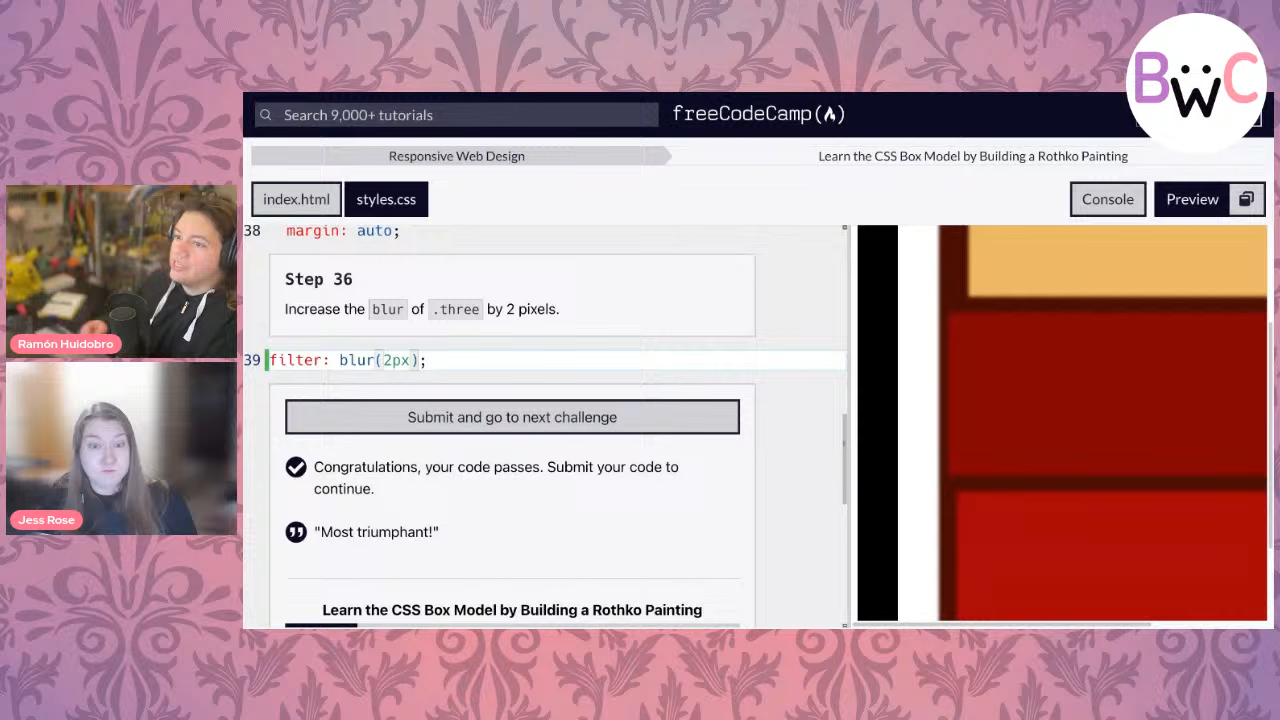 BWC
Search 9,000+ tutorials
freeCodeCamp
Responsive Web Design
Learn the CSS Box Model by Building a Rothko Painting
index.html
styles.css
Console
Preview
38 margin: auto;
Step 36
Increase the blur of .three by 2 pixels.
39 filter: blur(2px);
Submit and go to next challenge
Congratulations, your code passes. Submit your code to
continue.
"Most triumphant!"
Learn the CSS Box Model by Building a Rothko Painting
Ramón Huidobro
Jess Rose